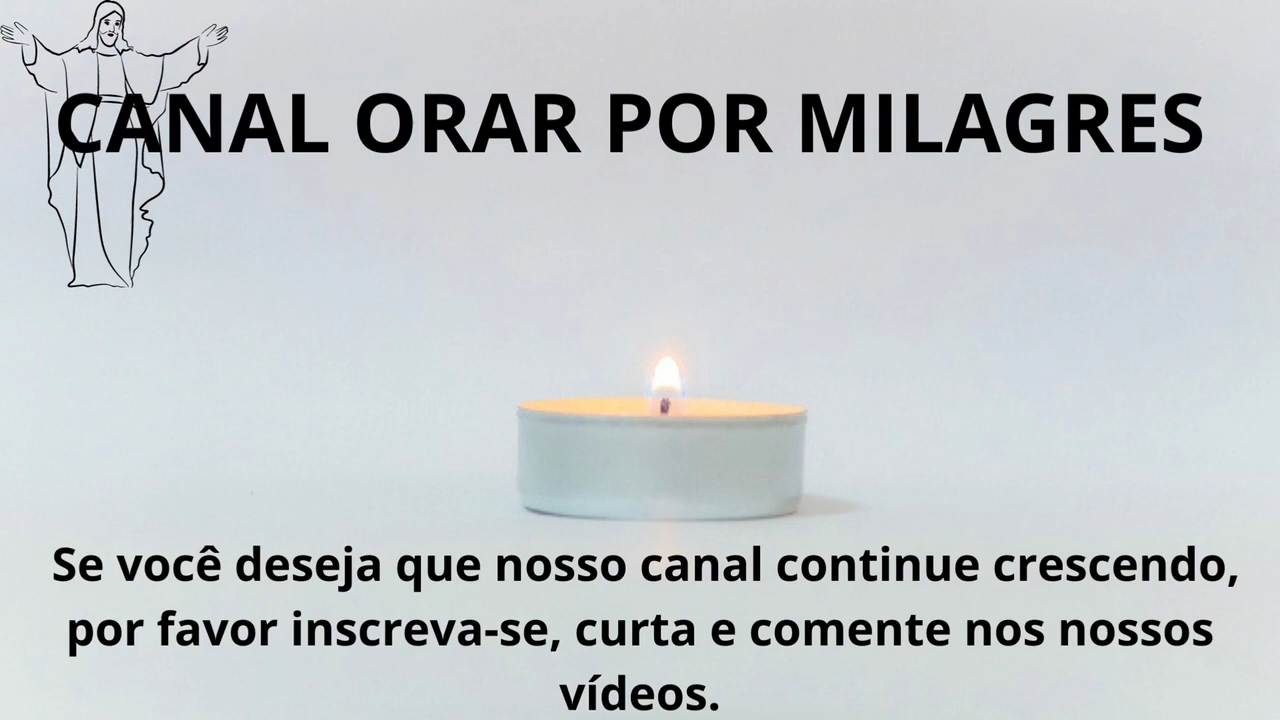 CANAL ORAR POR MILAGRES
Se você deseja que nosso canal continue crescendo,
por favor inscreva-se, curta e comente nos nossos
vídeos.